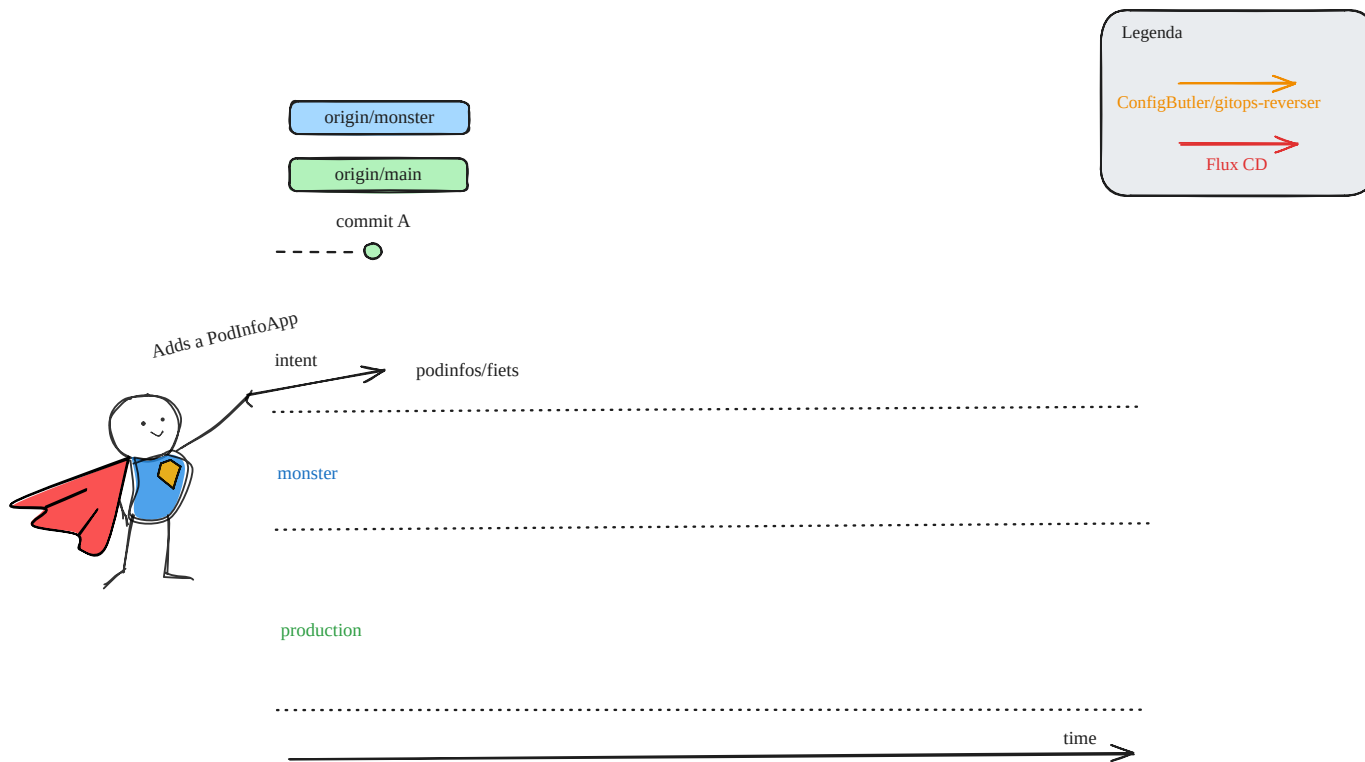 Legenda
ConfigButler/gitops-reverser
Flux CD
origin/monster
origin/main
commit A
Adds a PodInfoApp
intent
podinfos/fiets
monster
production
time